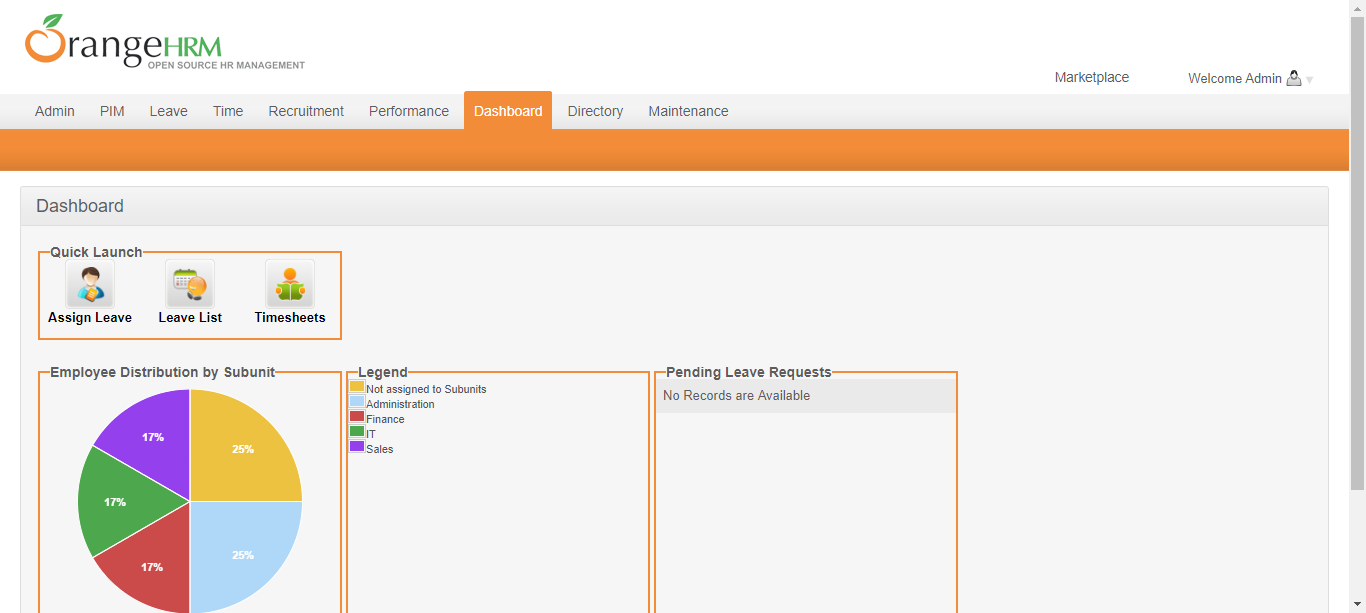 OrangeHRM
OPEN SOURCE HR MANAGEMENT
Marketplace
Welcome Admin
Admin PIM Leave Time Recruitment Performance Dashboard Directory Maintenance
Dashboard
Quick Launch
Assign Leave Leave List Timesheets
Employee Distribution by Subunit
17%
25%
17%
25%
17%
Legend
Not assigned to Subunits
Administration
Finance
IT
Sales
Pending Leave Requests
No Records are Available